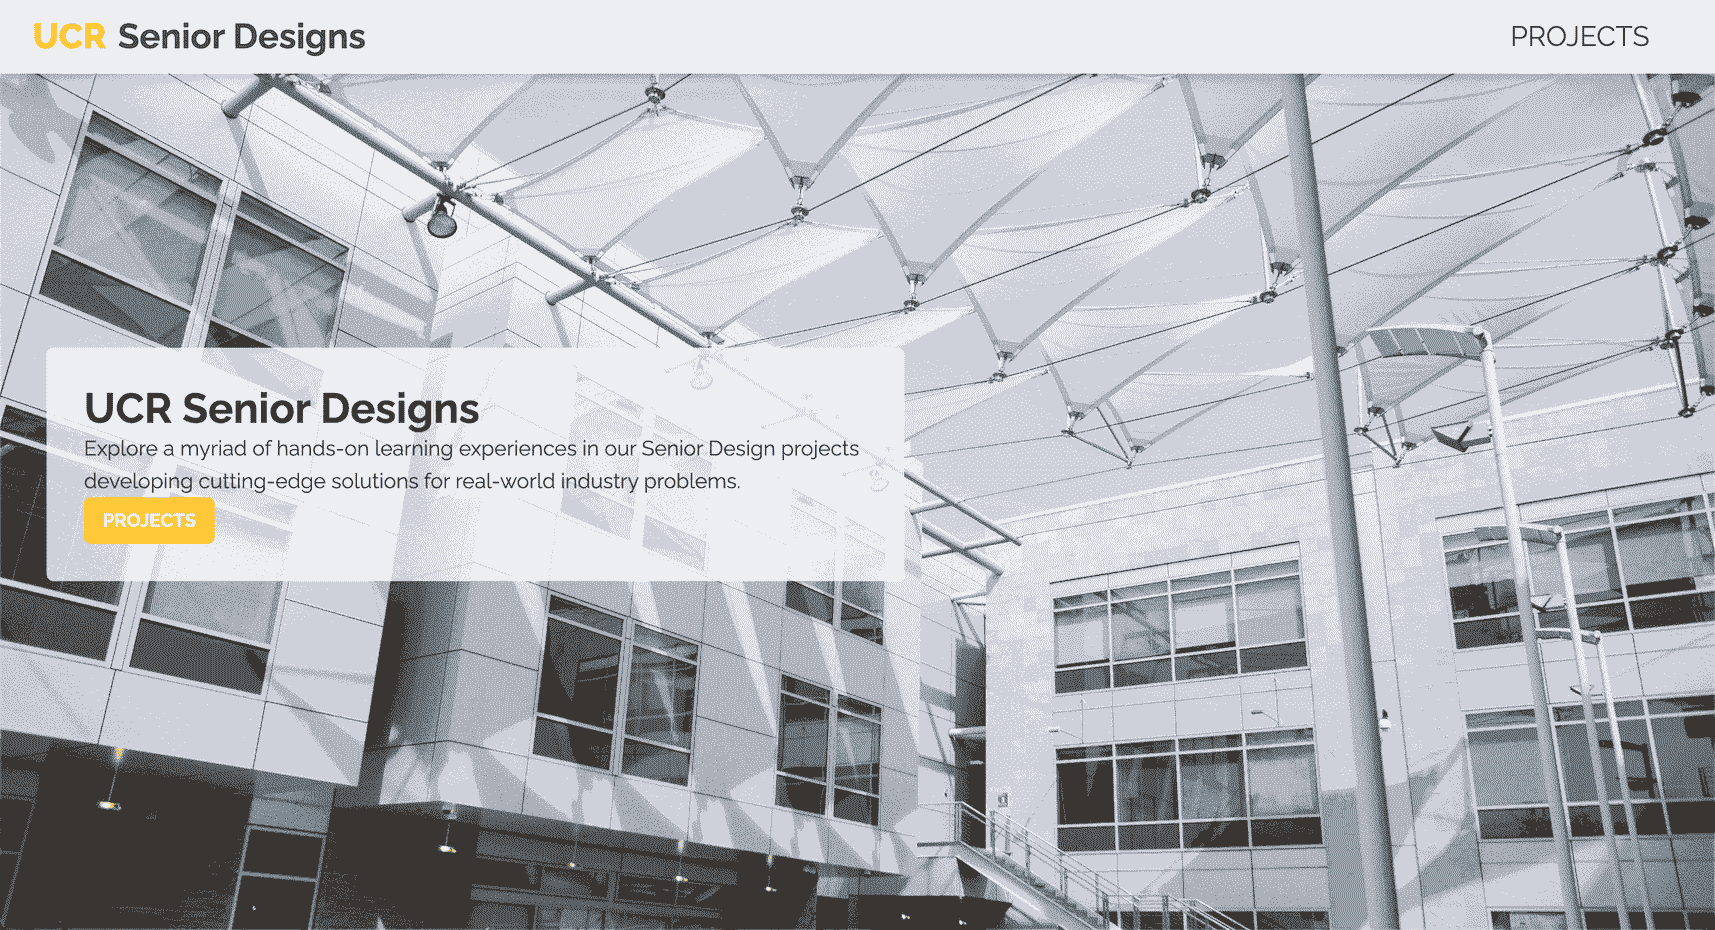 UCR Senior Designs
PROJECTS
UCR Senior Designs
Explore a myriad of hands-on learning experiences in our Senior Design projects
developing cutting-edge solutions for real-world industry problems.
PROJECTS